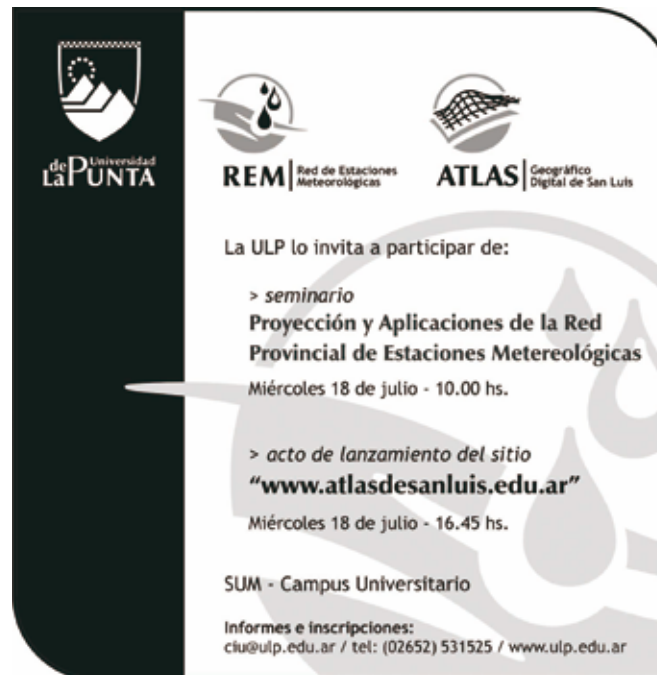 Universidad
de La PUNTA
REM Red de Estaciones
Meteorológicas
ATLAS Geográfico
Digital de San Luis
La ULP lo invita a participar de:
> seminario
Proyección y Aplicaciones de la Red
Provincial de Estaciones Metereológicas
Miércoles 18 de julio - 10.00 hs.
> acto de lanzamiento del sitio
“www.atlasdesanluis.edu.ar”
Miércoles 18 de julio - 16.45 hs.
SUM - Campus Universitario
Informes e inscripciones:
ciu@ulp.edu.ar / tel: (02652) 531525 / www.ulp.edu.ar